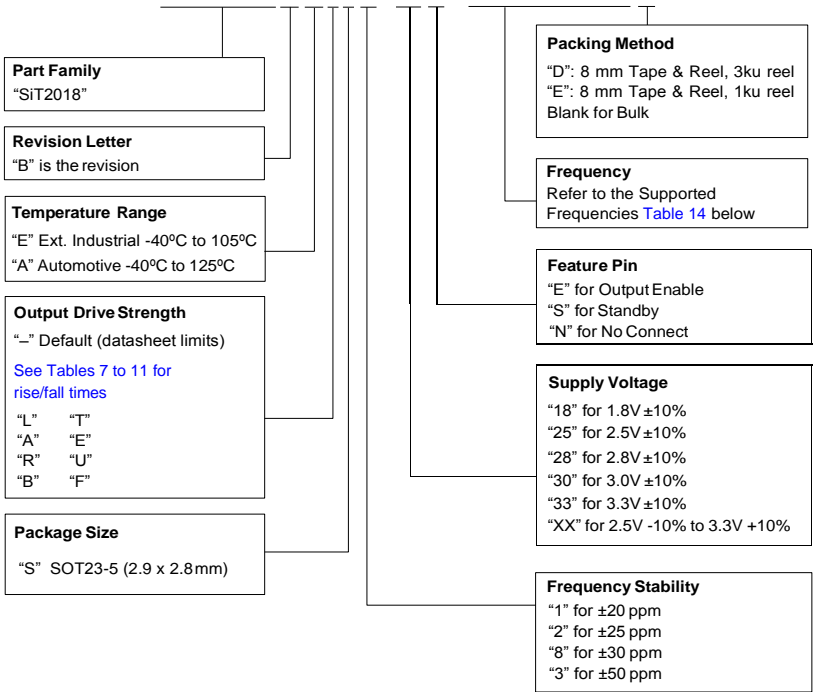 Part Family
“SiT2018”
Revision Letter
“B” is the revision
Temperature Range
“E” Ext. Industrial -40ºC to 105ºC
“A” Automotive -40ºC to 125ºC
Output Drive Strength
“–” Default (datasheet limits)
See Tables 7 to 11 for
rise/fall times
“L” “T”
“A” “E”
“R” “U”
“B” “F”
Package Size
“S” SOT23-5 (2.9 x 2.8mm)
Packing Method
“D”: 8 mm Tape & Reel, 3ku reel
“E”: 8 mm Tape & Reel, 1ku reel
Blank for Bulk
Frequency
Refer to the Supported
Frequencies Table 14 below
Feature Pin
“E” for Output Enable
“S” for Standby
“N” for No Connect
Supply Voltage
“18” for 1.8V ±10%
“25” for 2.5V ±10%
“28” for 2.8V ±10%
“30” for 3.0V ±10%
“33” for 3.3V ±10%
“XX” for 2.5V -10% to 3.3V +10%
Frequency Stability
“1” for ±20 ppm
“2” for ±25 ppm
“8” for ±30 ppm
“3” for ±50 ppm